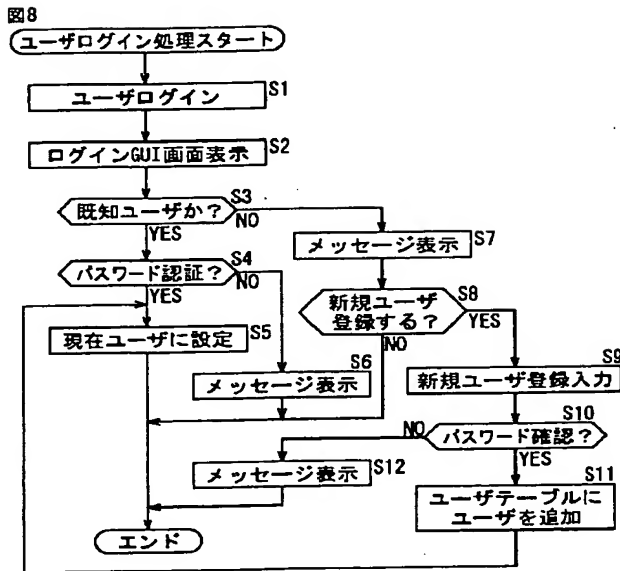 図8
ユーザログイン処理スタート
ユーザログイン
S1
ログインGUI画面表示
S2
既知ユーザか？
S3
NO
YES
メッセージ表示
S7
パスワード認証？
S4
NO
YES
新規ユーザ
登録する？
S8
YES
NO
現在ユーザに設定
S5
S6
メッセージ表示
S9
新規ユーザ登録入力
S10
NO
パスワード確認？
YES
メッセージ表示
S12
S11
ユーザテーブルに
ユーザを追加
エンド